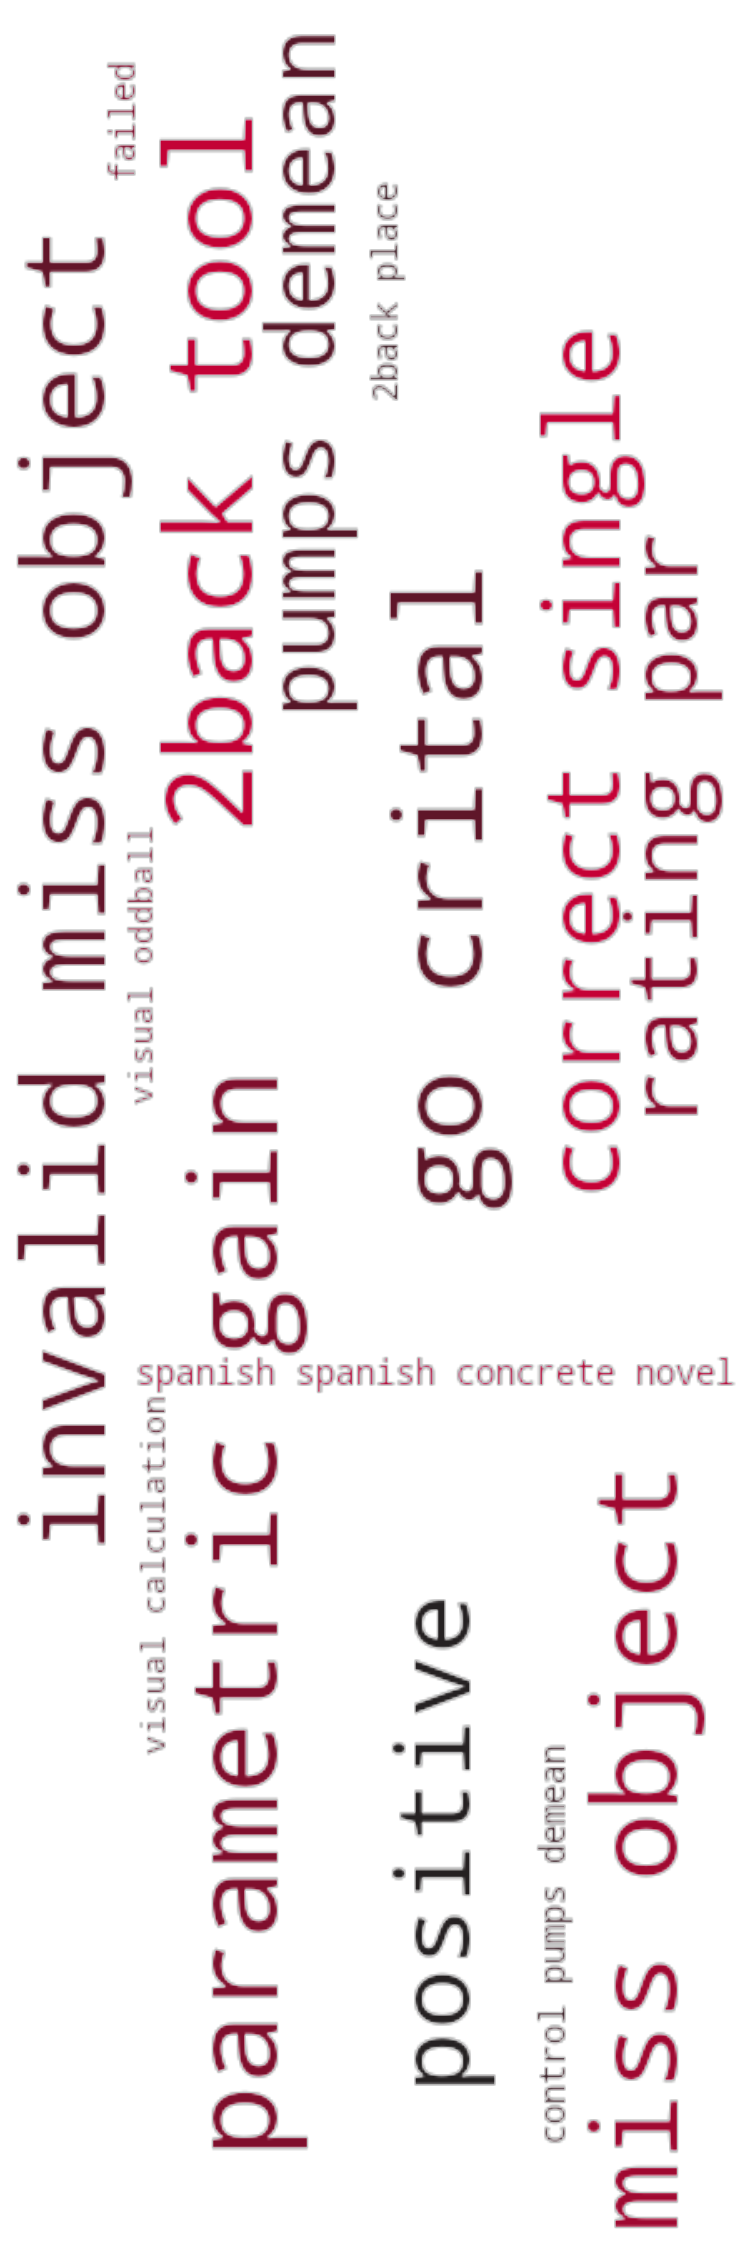 invalid miss object
failed
visual oddball
2back tool
pumps demean
2back place
parametric gain
go crital
correct single
rating par
spanish spanish concrete novel
visual calculation
positive
control pumps demean
miss object